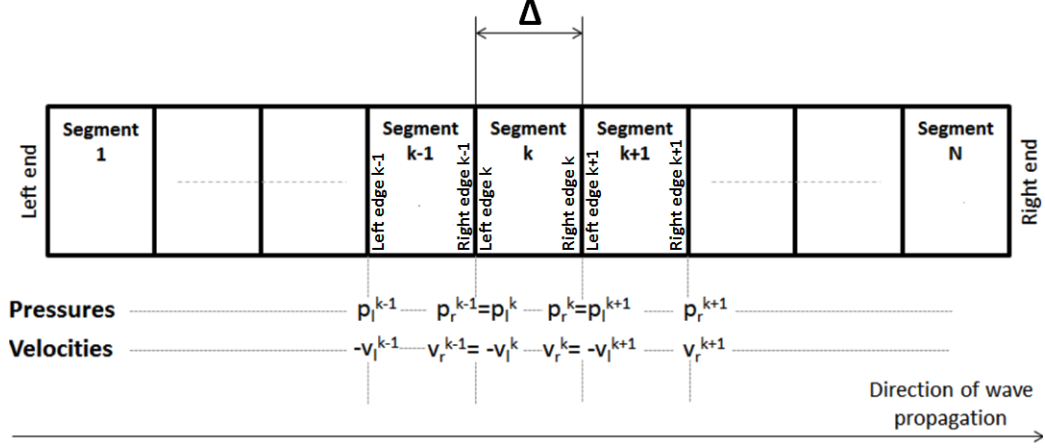 Δ
Segment 1
Segment k-1
Segment k
Segment k+1
Segment N
Left end
Left edge k-1
Right edge k-1
Left edge k
Right edge k
Left edge k+1
Right edge k+1
Right end
Pressures p_l^{k-1} p_r^{k-1}=p_l^k p_r^k=p_l^{k+1} p_r^{k+1}
Velocities -v_l^{k-1} v_r^{k-1}= -v_l^k v_r^k= -v_l^{k+1} v_r^{k+1}
Direction of wave
propagation